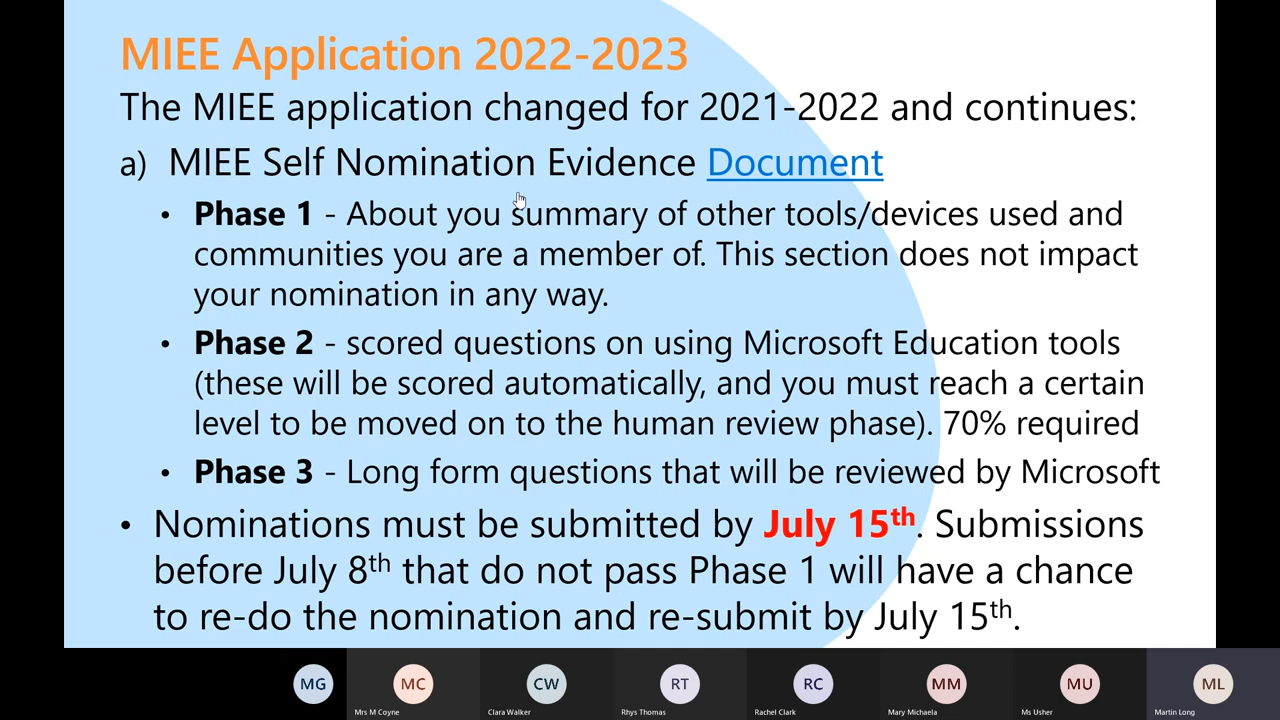 MIEE Application 2022-2023
The MIEE application changed for 2021-2022 and continues:
a) MIEE Self Nomination Evidence Document
• Phase 1 - About you summary of other tools/devices used and
communities you are a member of. This section does not impact
your nomination in any way.
• Phase 2 - scored questions on using Microsoft Education tools
(these will be scored automatically, and you must reach a certain
level to be moved on to the human review phase). 70% required
• Phase 3 - Long form questions that will be reviewed by Microsoft
• Nominations must be submitted by July 15th. Submissions
before July 8th that do not pass Phase 1 will have a chance
to re-do the nomination and re-submit by July 15th.
MG MC CW RT RC MM MU ML
Mrs M Coyne Clara Walker Rhys Thomas Rachel Clark Mary Michaela Ms Usher Martin Long